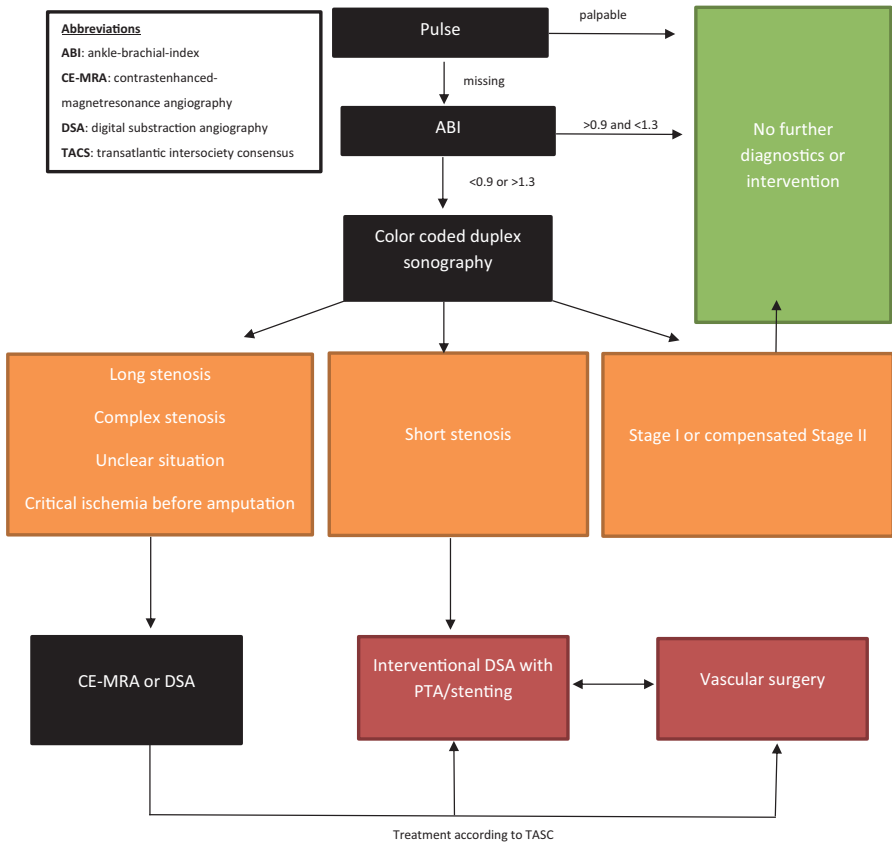 Abbreviations
ABI: ankle-brachial-index
CE-MRA: contrastenhanced-
magnetresonance angiography
DSA: digital substraction angiography
TACS: transatlantic intersociety consensus
Pulse
palpable
missing
ABI
>0.9 and <1.3
No further
diagnostics or
intervention
<0.9 or >1.3
Color coded duplex
sonography
Long stenosis
Complex stenosis
Unclear situation
Critical ischemia before amputation
Short stenosis
Stage I or compensated Stage II
CE-MRA or DSA
Interventional DSA with
PTA/stenting
Vascular surgery
Treatment according to TASC